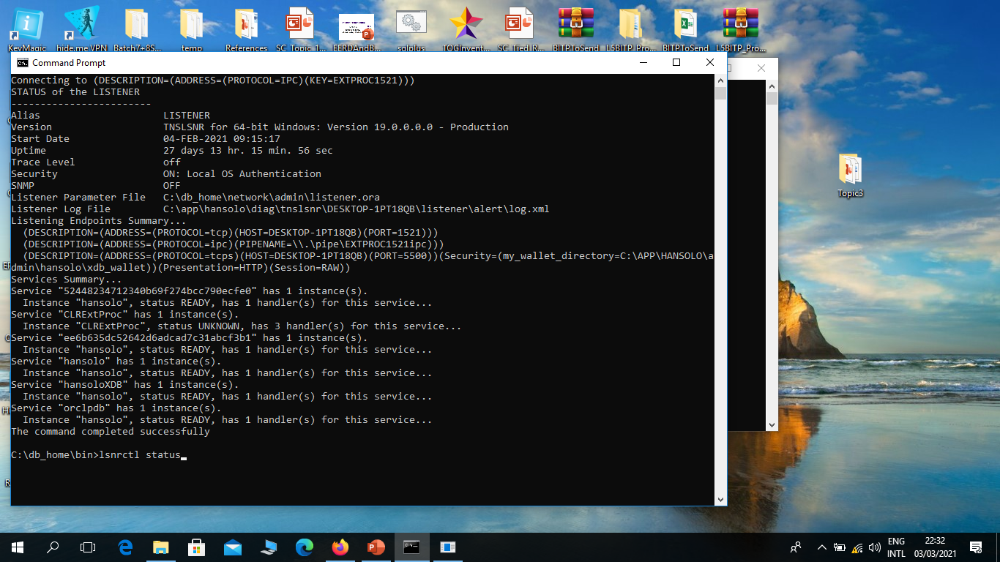 KeyMagic
hide.me VPN
Batch7+8S...
temp
References
SC_Topic_1...
EERDAndB...
sqlplus
TOGInvent...
SC_Tied_R...
BITPToSend
L5BITP_Pro...
BITPToSend
L5BITP_Pro...
Command Prompt
Connecting to (DESCRIPTION=(ADDRESS=(PROTOCOL=IPC)(KEY=EXTPROC1521)))
STATUS of the LISTENER
------------------------
Alias                     LISTENER
Version                   TNSLSNR for 64-bit Windows: Version 19.0.0.0.0 - Production
Start Date                04-FEB-2021 09:15:17
Uptime                    27 days 13 hr. 15 min. 56 sec
Trace Level               off
Security                  ON: Local OS Authentication
SNMP                      OFF
Listener Parameter File   C:\db_home\network\admin\listener.ora
Listener Log File         C:\app\hansolo\diag\tnslsnr\DESKTOP-1PT18QB\listener\alert\log.xml
Listening Endpoints Summary...
  (DESCRIPTION=(ADDRESS=(PROTOCOL=tcp)(HOST=DESKTOP-1PT18QB)(PORT=1521)))
  (DESCRIPTION=(ADDRESS=(PROTOCOL=ipc)(PIPENAME=\\.\pipe\EXTPROC1521ipc)))
  (DESCRIPTION=(ADDRESS=(PROTOCOL=tcps)(HOST=DESKTOP-1PT18QB)(PORT=5500))(Security=(my_wallet_directory=C:\APP\HANSOLO\a
dmin\hansolo\xdb_wallet))(Presentation=HTTP)(Session=RAW))
Services Summary...
Service "52448234712340b69f274bcc790ecfe0" has 1 instance(s).
  Instance "hansolo", status READY, has 1 handler(s) for this service...
Service "CLRExtProc" has 1 instance(s).
  Instance "CLRExtProc", status UNKNOWN, has 3 handler(s) for this service...
Service "ee6b635dc52642d6adcad7c31abcf3b1" has 1 instance(s).
  Instance "hansolo", status READY, has 1 handler(s) for this service...
Service "hansolo" has 1 instance(s).
  Instance "hansolo", status READY, has 1 handler(s) for this service...
Service "hansoloXDB" has 1 instance(s).
  Instance "hansolo", status READY, has 1 handler(s) for this service...
Service "orclpdb" has 1 instance(s).
  Instance "hansolo", status READY, has 1 handler(s) for this service...
The command completed successfully
C:\db_home\bin>lsnrctl status
Topic3
ENG
INTL
22:32
03/03/2021